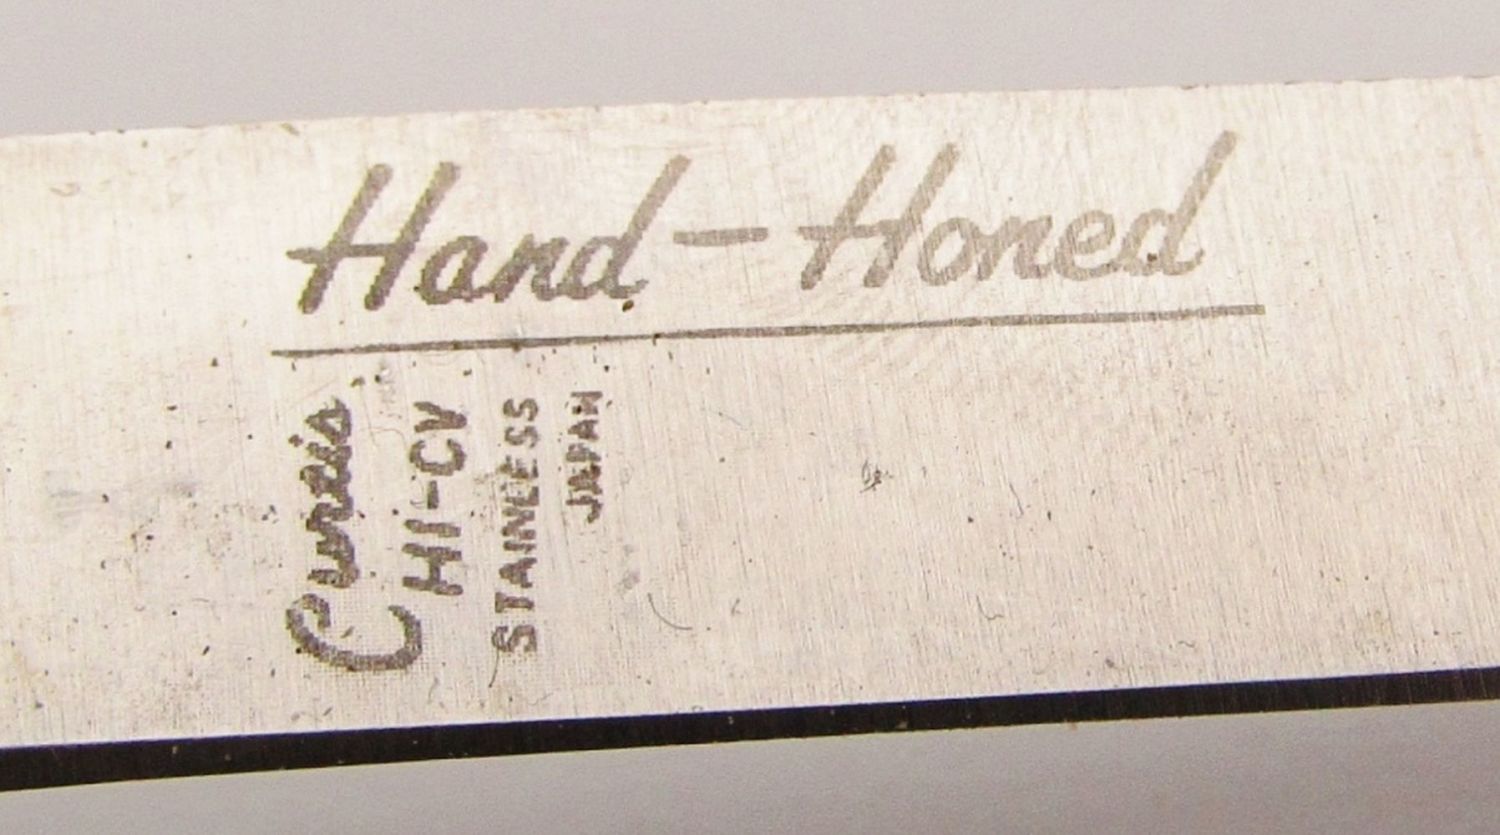 Hand-Honed
Curtis
HI-CV
STAINLESS
JAPAN